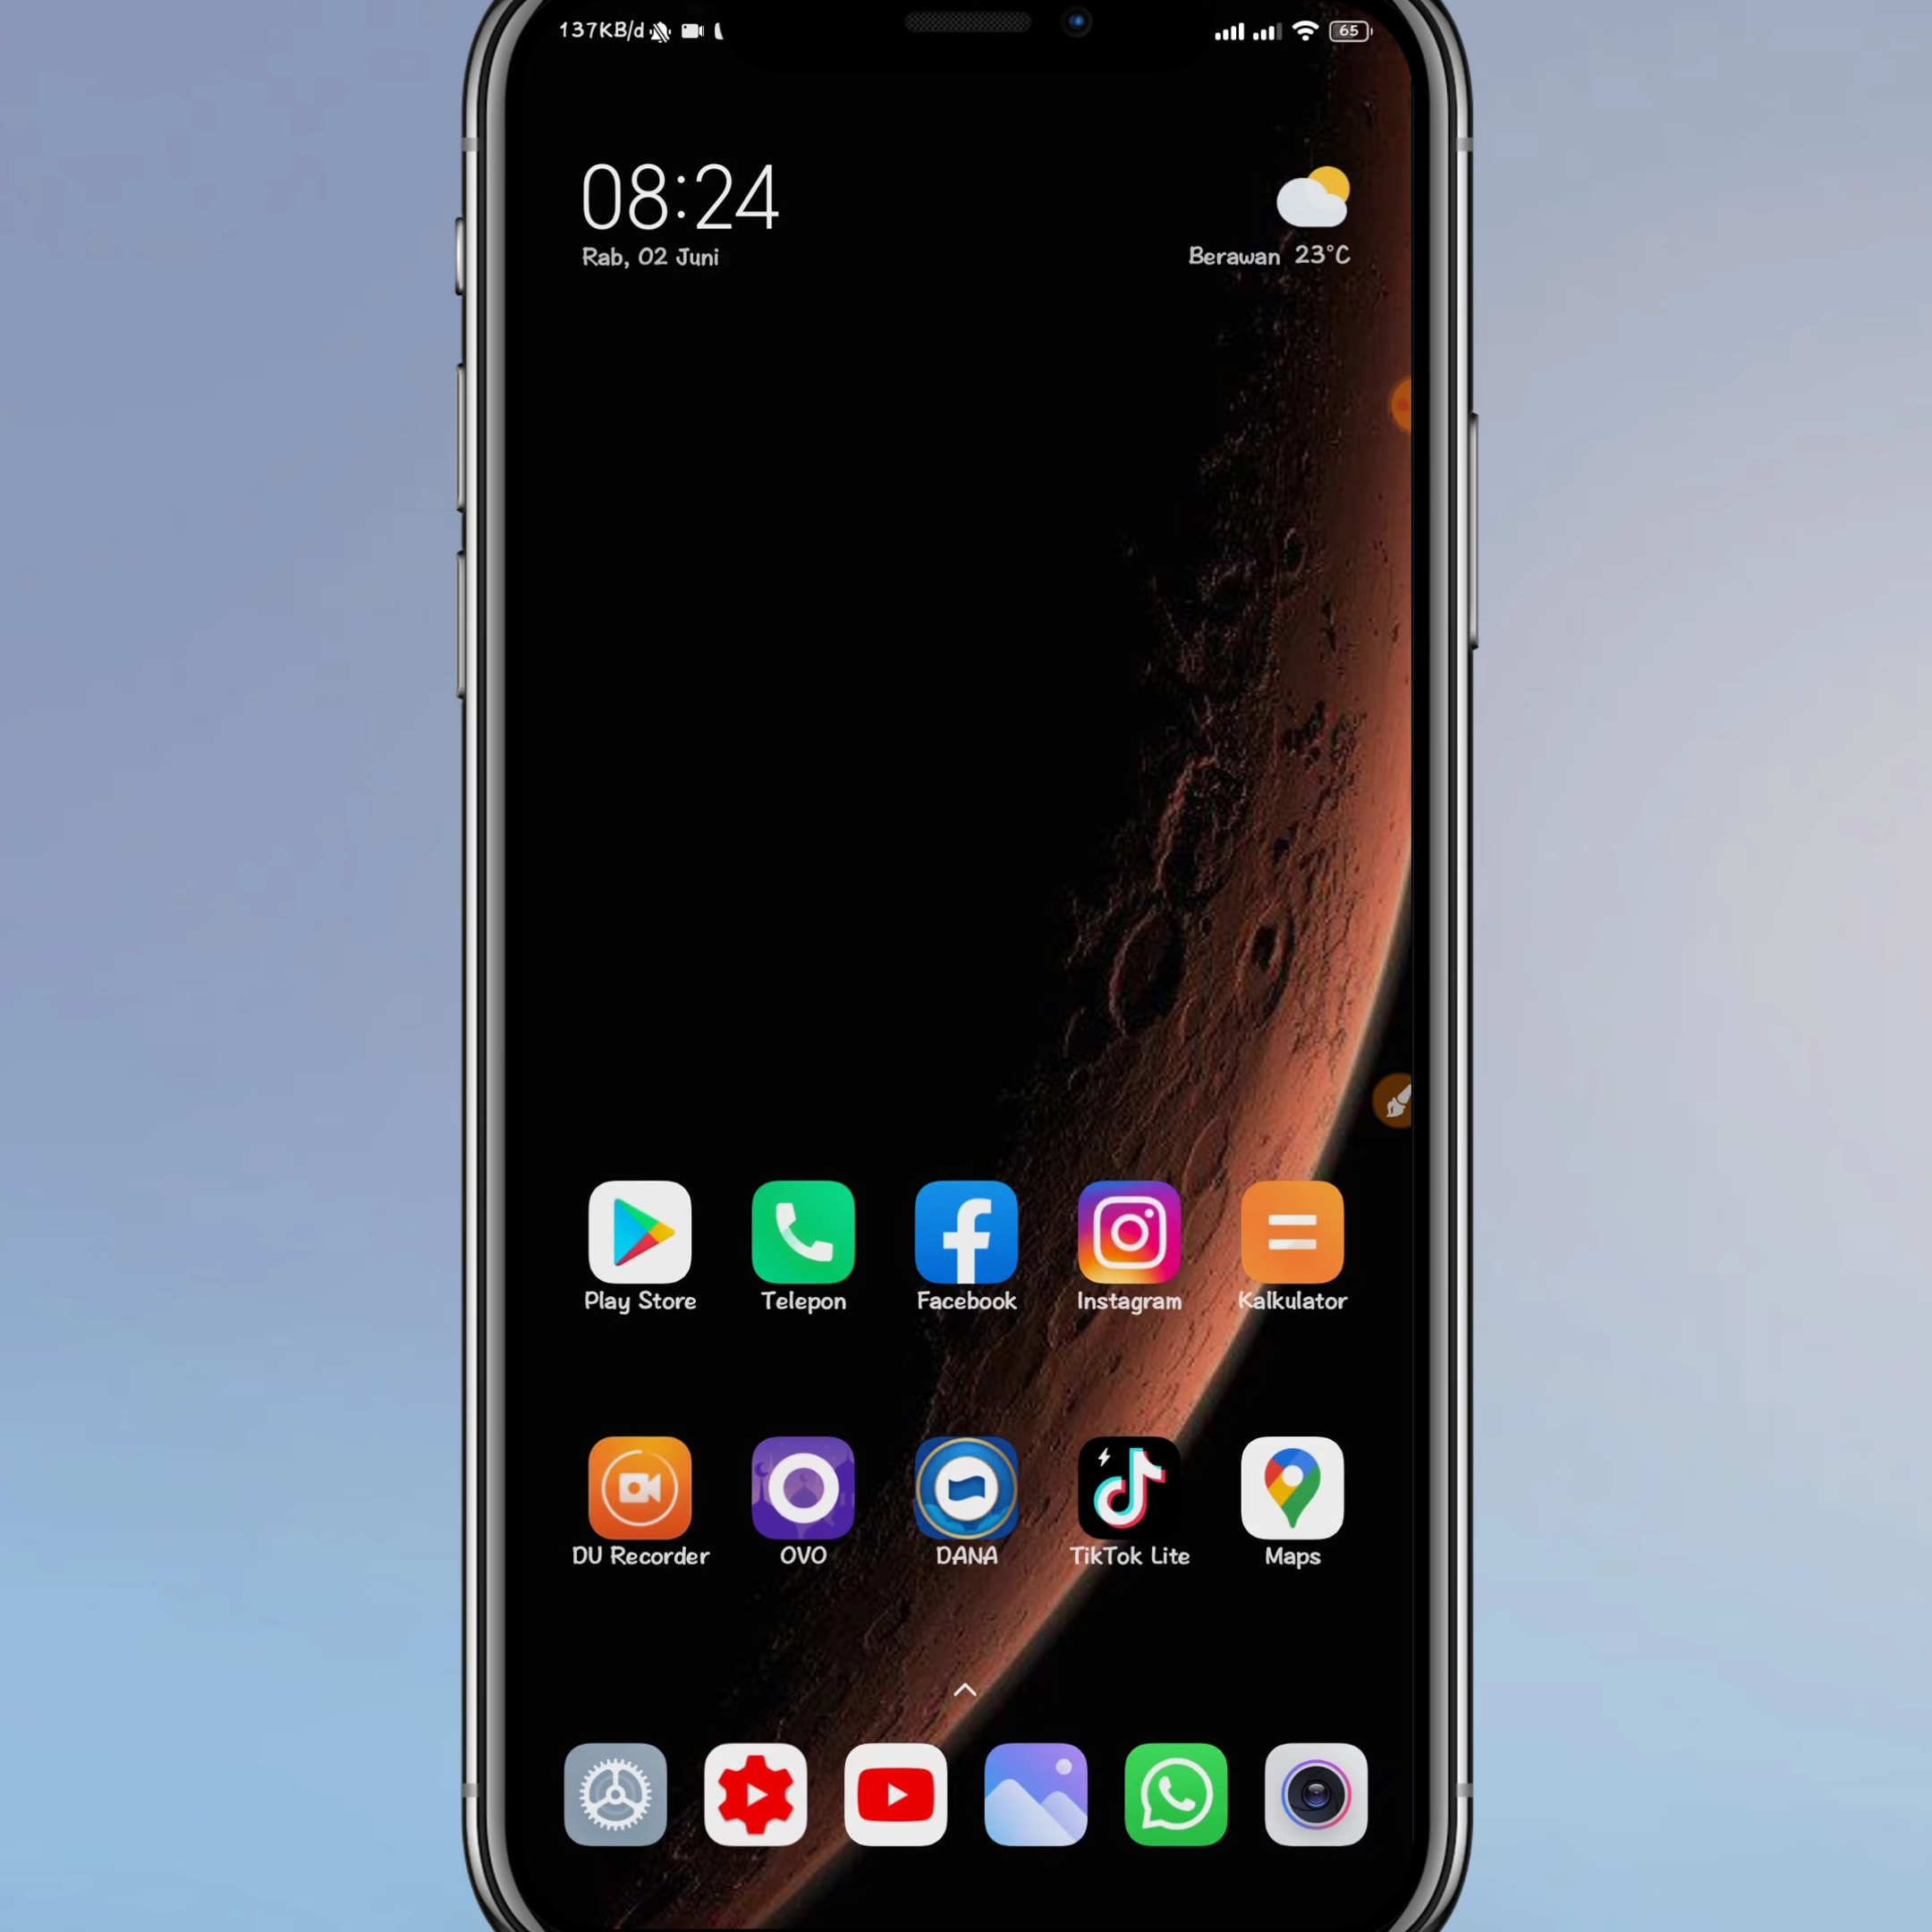 137KB/d 65
08:24
Rab, 02 Juni
Berawan 23°C
Play Store Telepon Facebook Instagram Kalkulator
DU Recorder OVO DANA TikTok Lite Maps